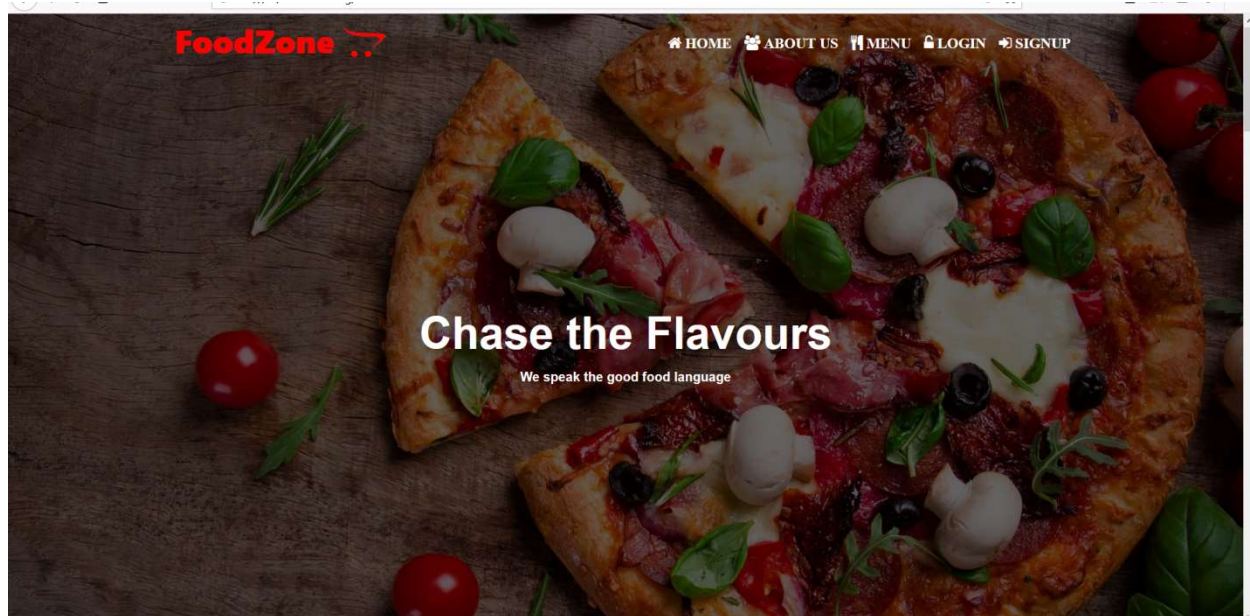 FoodZone
HOME ABOUT US MENU LOGIN SIGNUP
Chase the Flavours
We speak the good food language